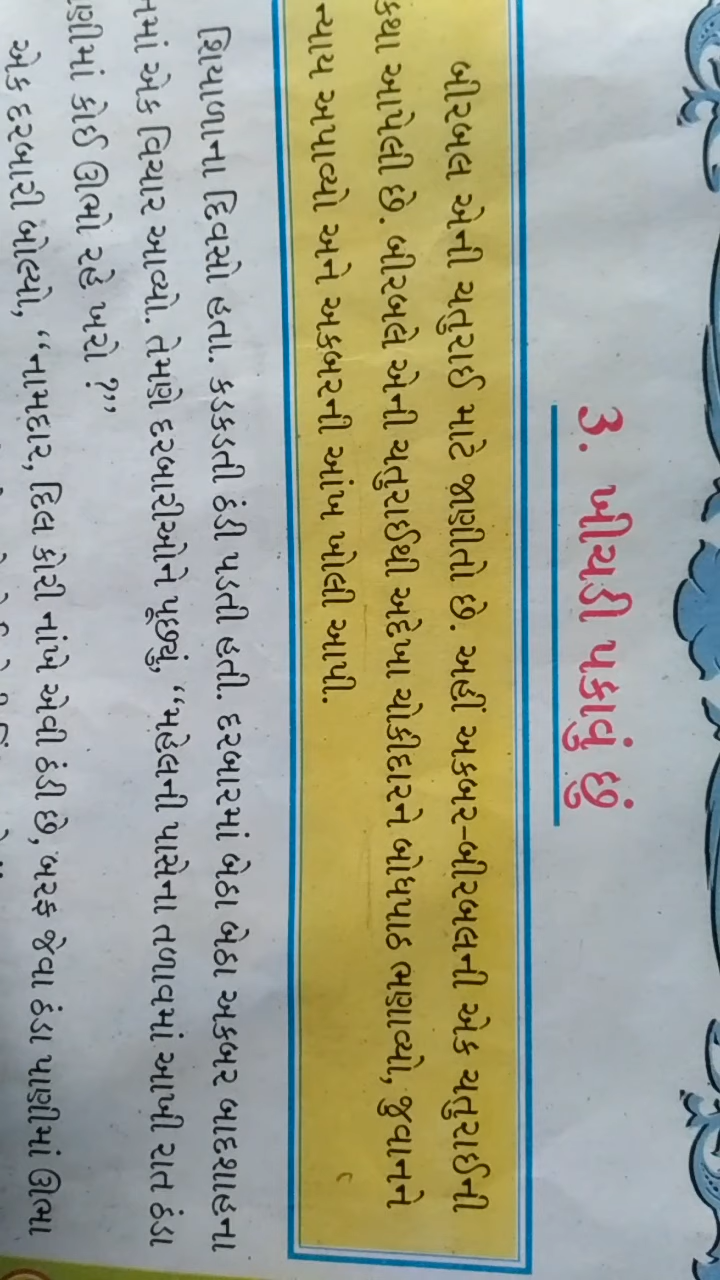 ૩. ખીચડી પકાવું છું
બીરબલ એની ચતુરાઈ માટે જાણીતો છે. અહીં અકબર-બીરબલની એક ચતુરાઈની
કથા આપેલી છે. બીરબલે એની ચતુરાઈથી અદેખા ચોકીદારને બોધપાઠ ભણાવ્યો, જુવાનને
ન્યાય અપાવ્યો અને અકબરની આંખ ખોલી આપી.
શિયાળાના દિવસો હતા. કડકડતી ઠંડી પડતી હતી. દરબારમાં બેઠા બેઠા અકબર બાદશાહના
મનમાં એક વિચાર આવ્યો. તેમણે દરબારીઓને પૂછ્યું, “મહેલની પાસેના તળાવમાં આખી રાત ઠંડા
પાણીમાં કોઈ ઊભો રહે ખરો ?”
એક દરબારી બોલ્યો, “નામદાર, દિલ કોરી નાંખે એવી ઠંડી છે, બરફ જેવા ઠંડા પાણીમાં ઊભા